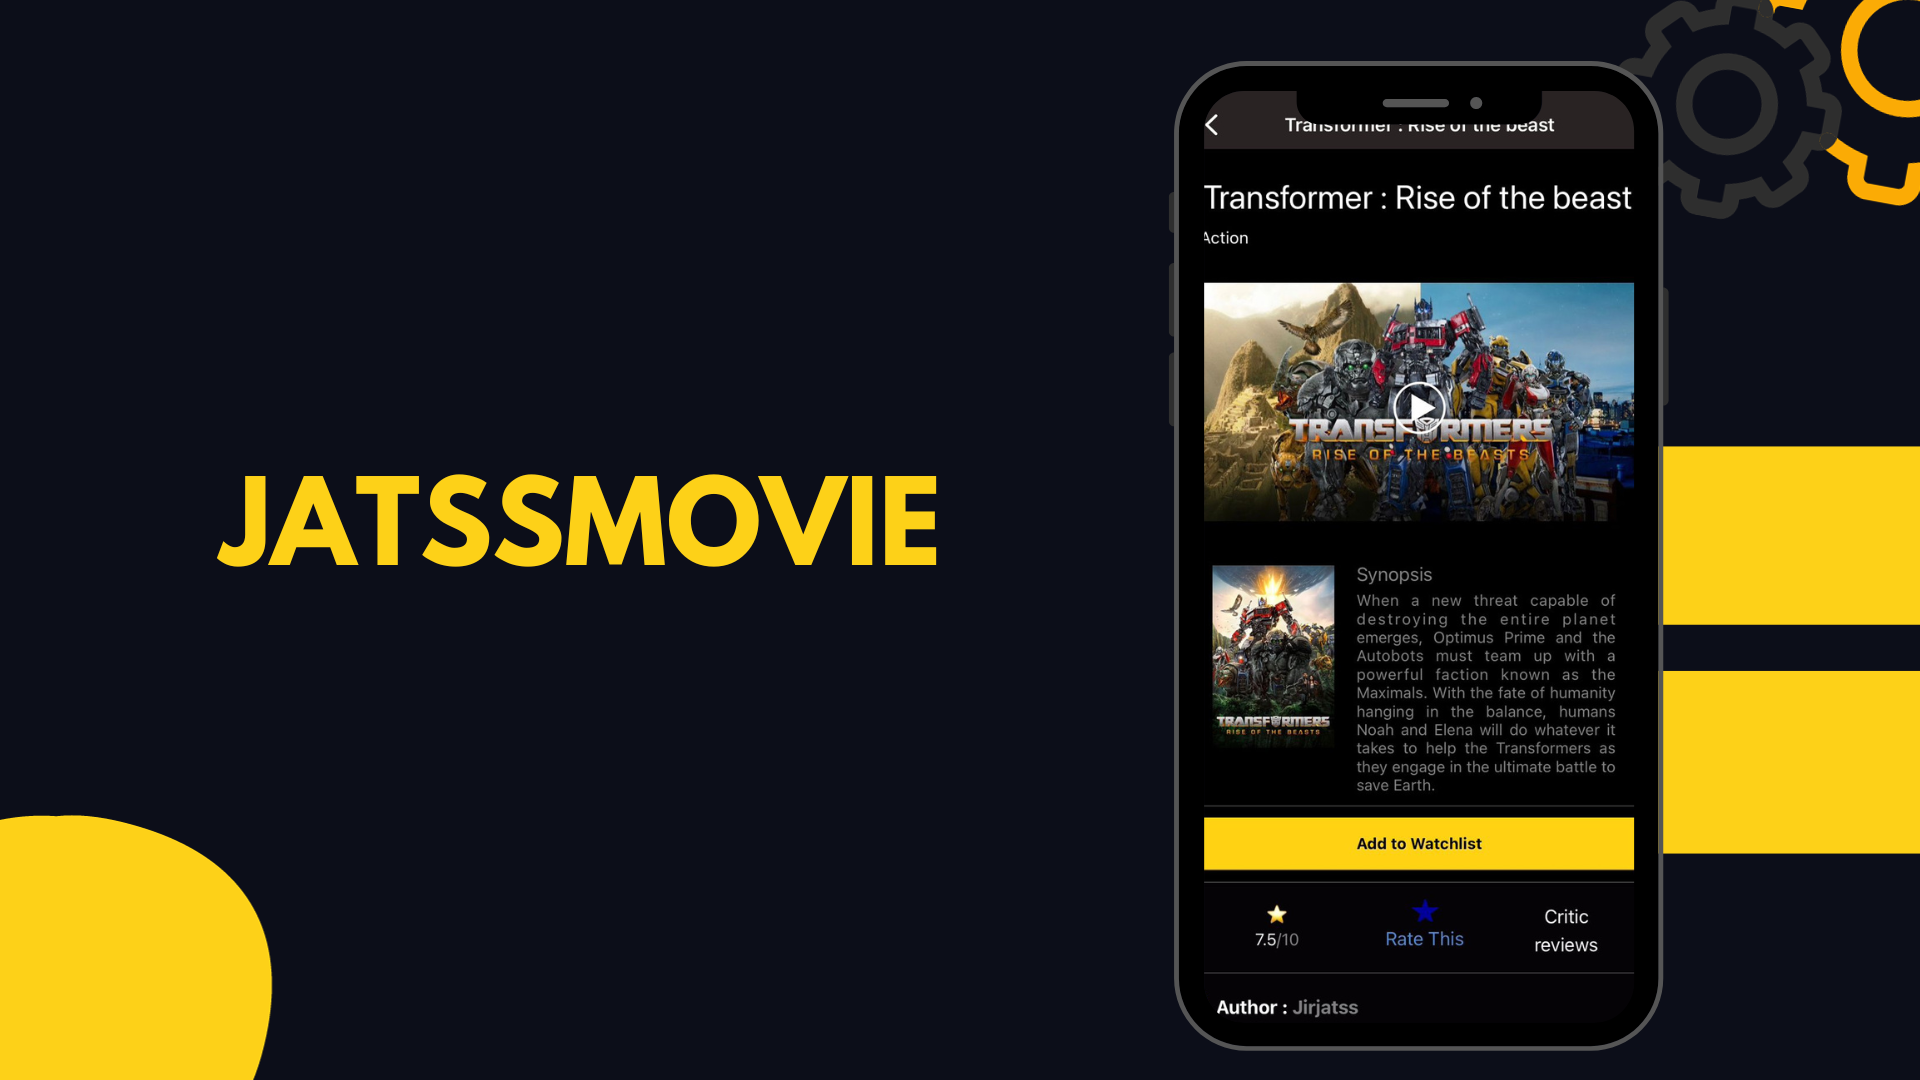 JATSSMOVIE
Transformer : Rise of the beast
Transformer : Rise of the beast
Action
TRANSFORMERS
RISE OF THE BEASTS
TRANSFORMERS
RISE OF THE BEASTS
Synopsis
When a new threat capable of
destroying the entire planet
emerges, Optimus Prime and the
Autobots must team up with a
powerful faction known as the
Maximals. With the fate of humanity
hanging in the balance, humans
Noah and Elena will do whatever it
takes to help the Transformers as
they engage in the ultimate battle to
save Earth.
Add to Watchlist
7.5/10
Rate This
Critic
reviews
Author : Jirjatss